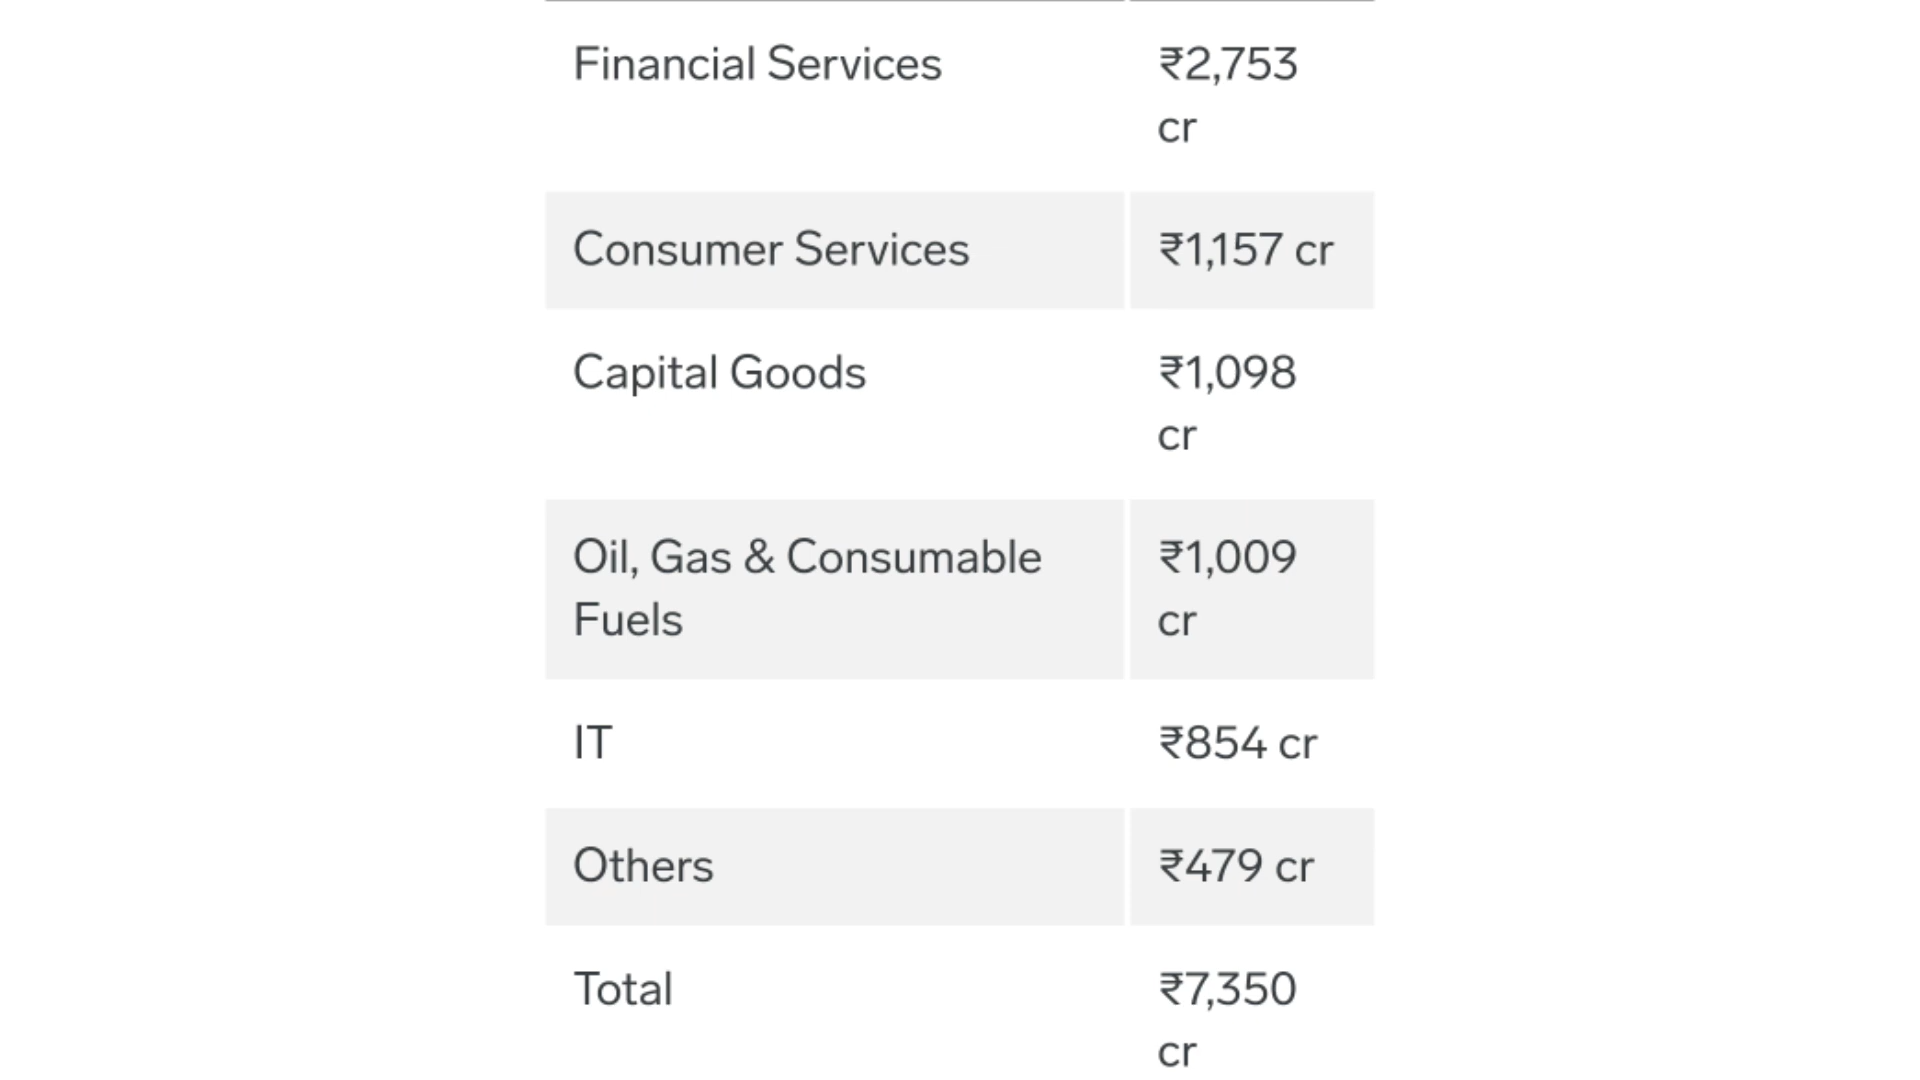 Financial Services
₹2,753
cr
Consumer Services
₹1,157 cr
Capital Goods
₹1,098
cr
Oil, Gas & Consumable
Fuels
₹1,009
cr
IT
₹854 cr
Others
₹479 cr
Total
₹7,350
cr